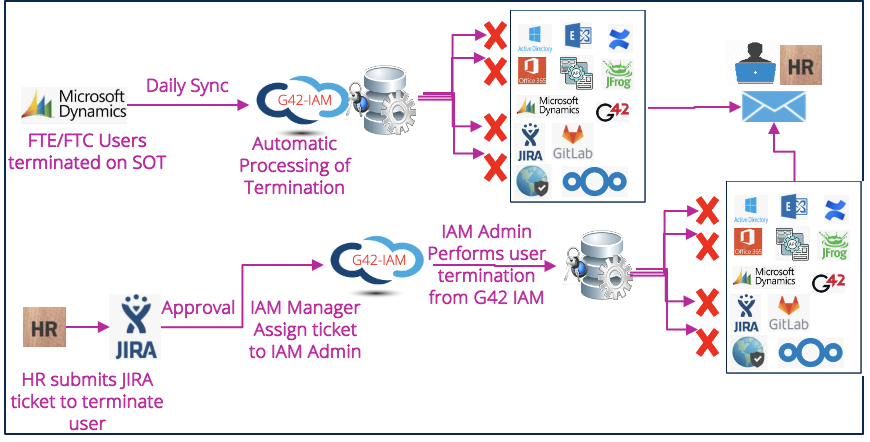 Microsoft
Dynamics
FTE/FTC Users
terminated on SOT
Daily Sync
G42-IAM
Automatic
Processing of
Termination
Active Directory
Office 365
JFrog
Microsoft
Dynamics
G42
JIRA
GitLab
HR
HR
JIRA
HR submits JIRA
ticket to terminate
user
Approval
G42-IAM
IAM Manager
Assign ticket
to IAM Admin
IAM Admin
Performs user
termination
from G42 IAM
Active Directory
Office 365
JFrog
Microsoft
Dynamics
G42
JIRA
GitLab